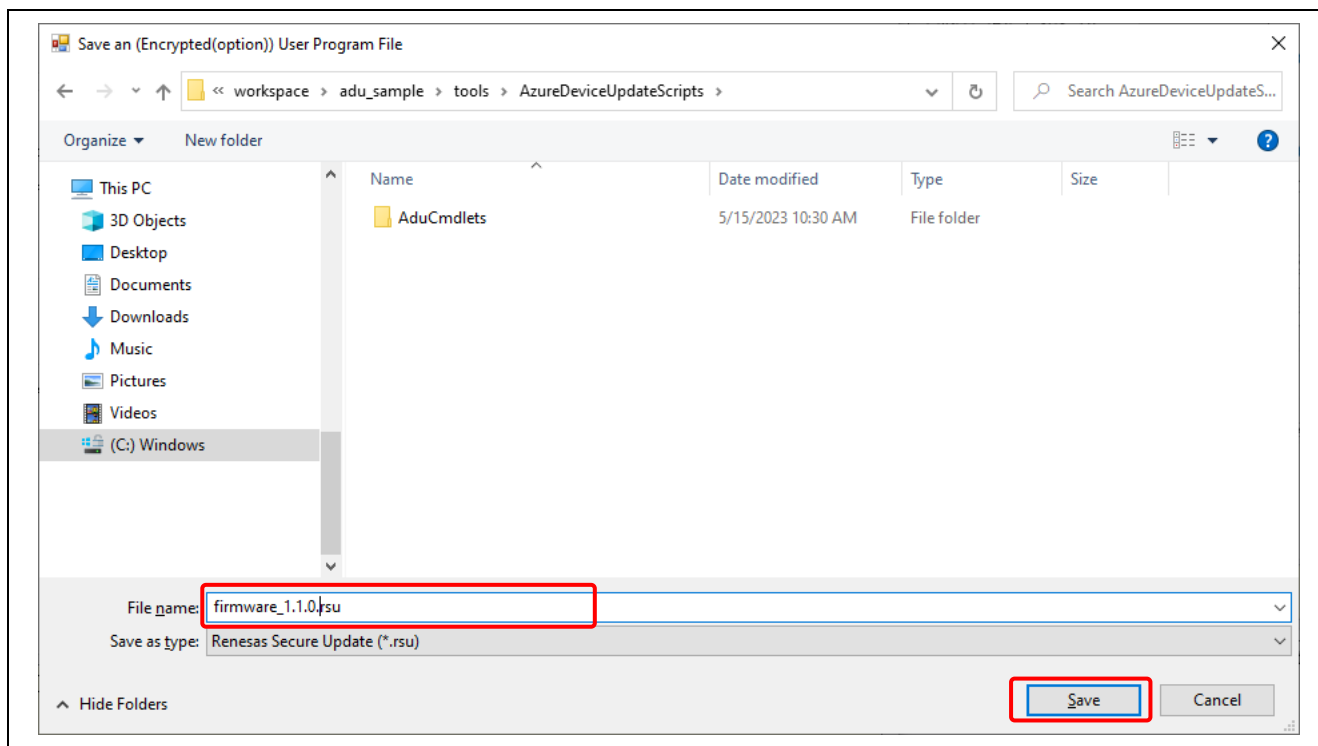 Save an (Encrypted(option)) User Program File
« workspace › adu_sample › tools › AzureDeviceUpdateScripts ›
Search AzureDeviceUpdateS...
Organize
New folder
This PC
3D Objects
Desktop
Documents
Downloads
Music
Pictures
Videos
(C:) Windows
Name Date modified Type Size
AduCmdlets 5/15/2023 10:30 AM File folder
File name: firmware_1.1.0.rsu
Save as type: Renesas Secure Update (*.rsu)
Hide Folders
Save
Cancel